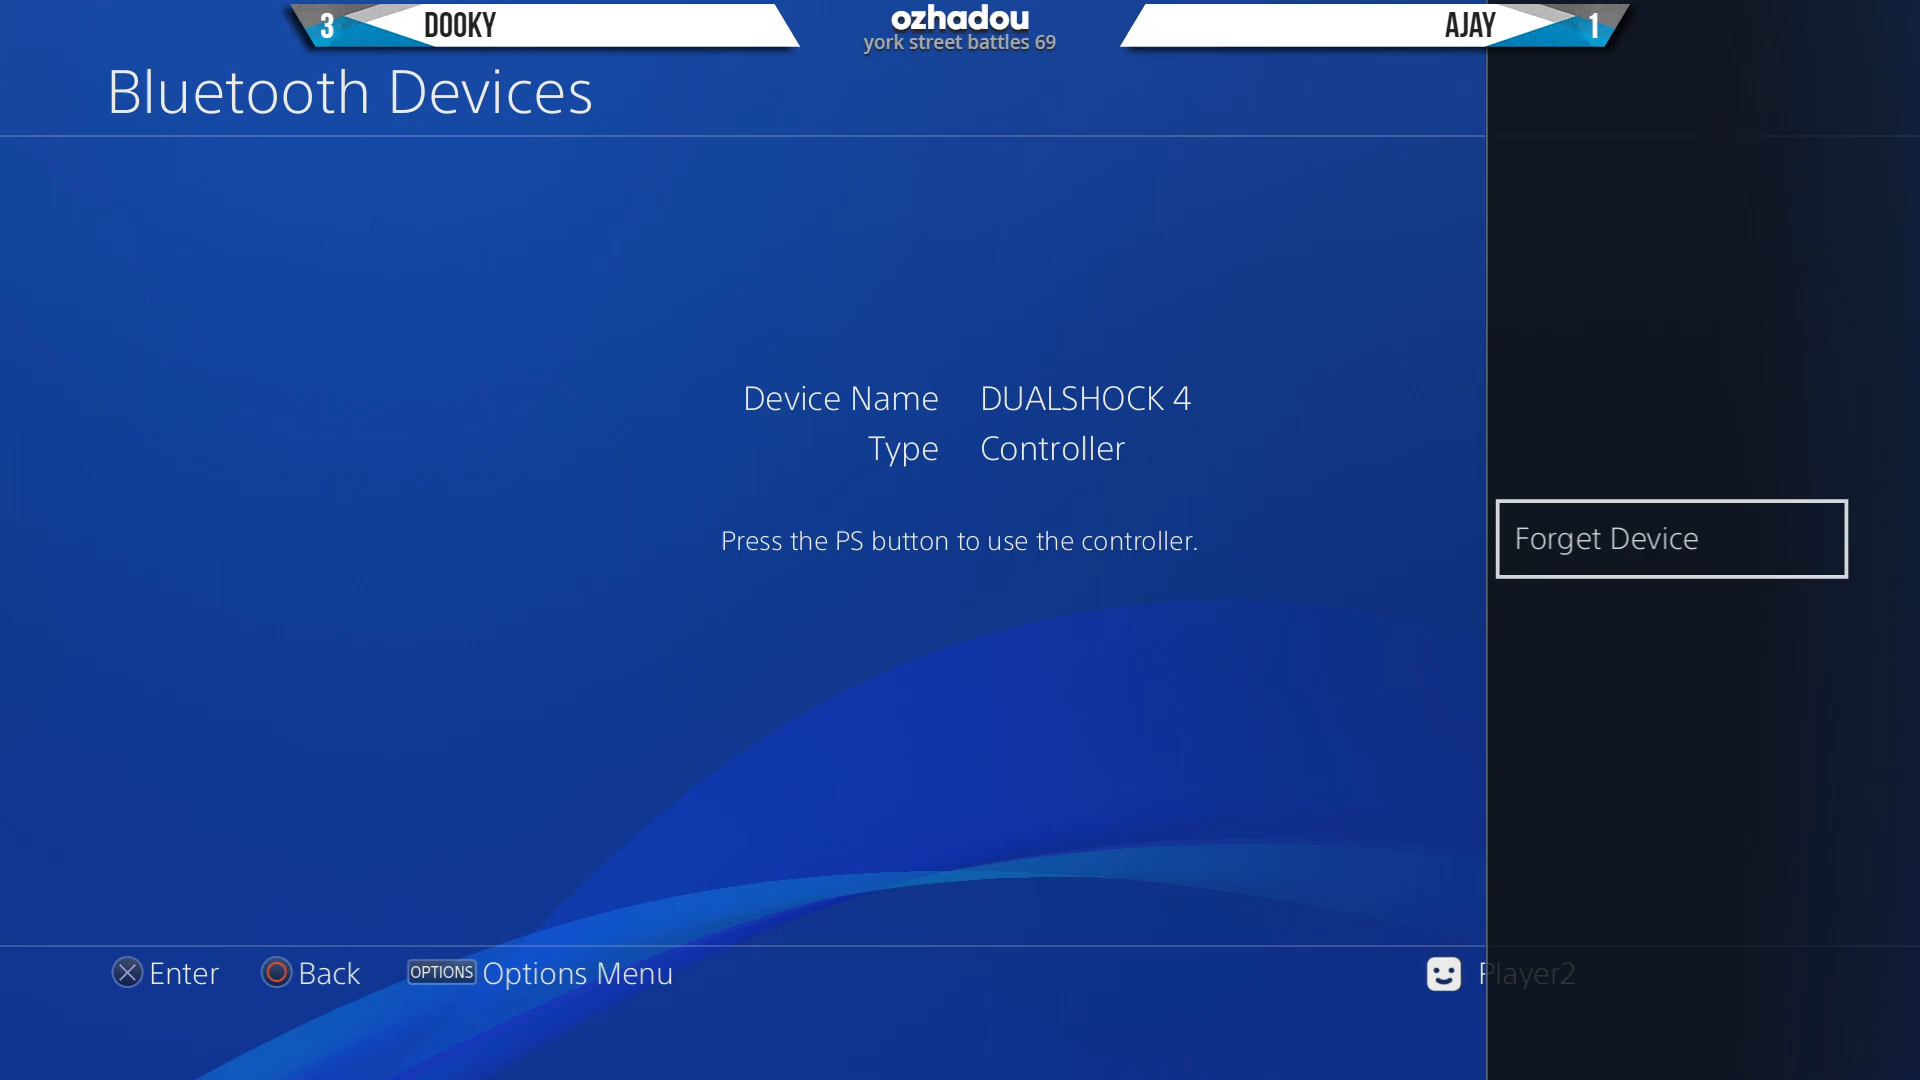 3 DOOKY
ozhadou
york street battles 69
AJAY 1
Bluetooth Devices
Device Name DUALSHOCK 4
Type Controller
Press the PS button to use the controller.
Forget Device
Enter Back OPTIONS Options Menu
Player2